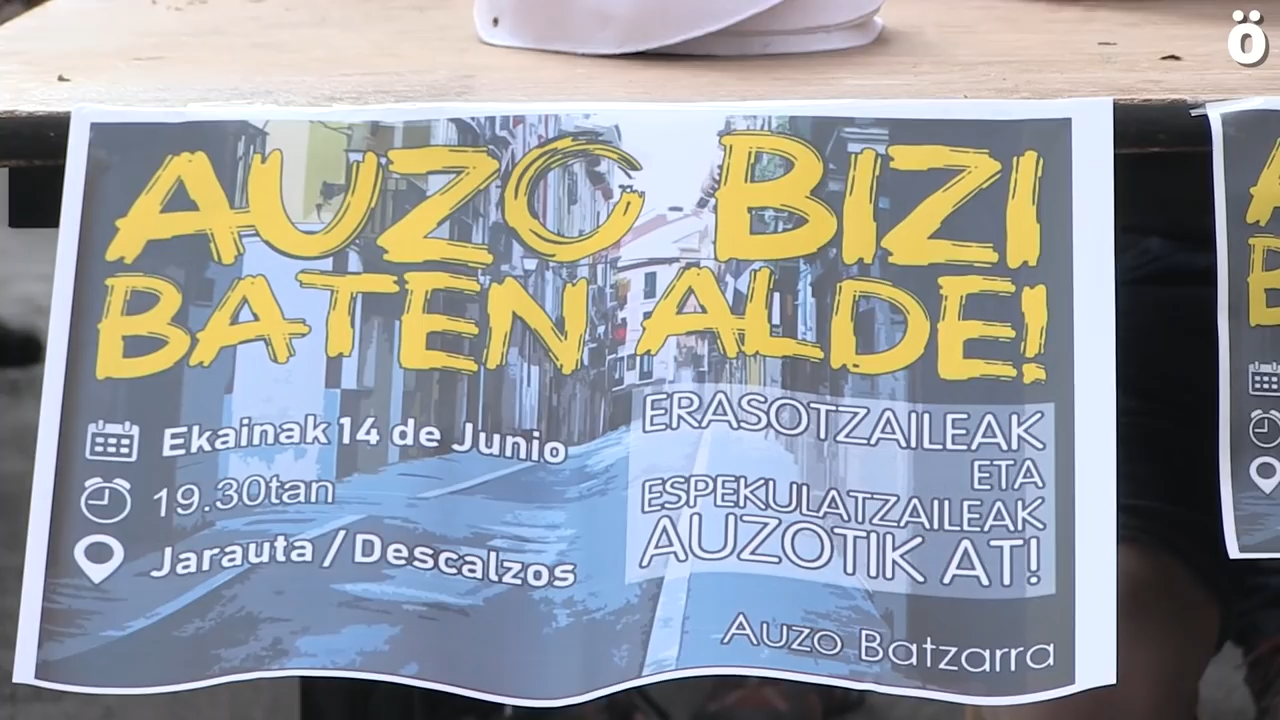 ö
AUZO BIZI
BATEN ALDE!
Ekainak 14 de Junio
19.30tan
Jarauta / Descalzos
ERASOTZAILEAK
ETA
ESPEKULATZAILEAK
AUZOTIK AT!
Auzo Batzarra